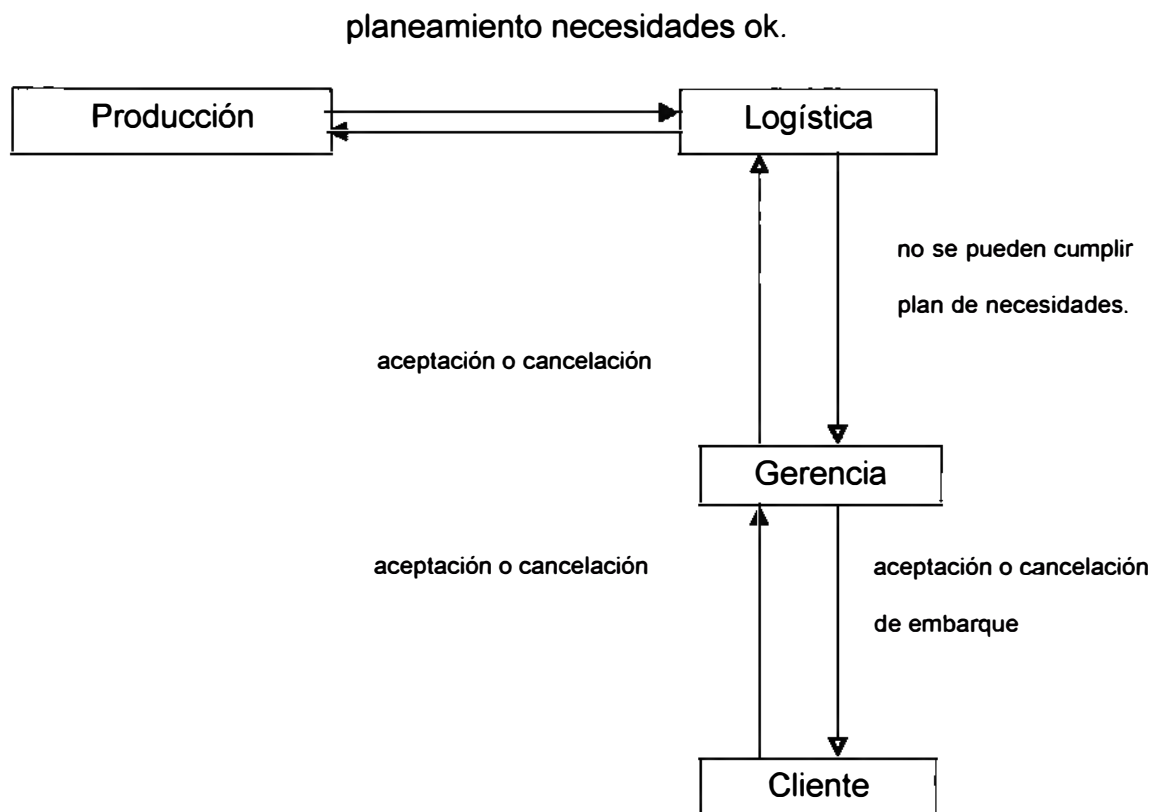 planeamiento necesidades ok.
Producción
Logística
no se pueden cumplir
plan de necesidades.
aceptación o cancelación
Gerencia
aceptación o cancelación
aceptación o cancelación
de embarque
Cliente